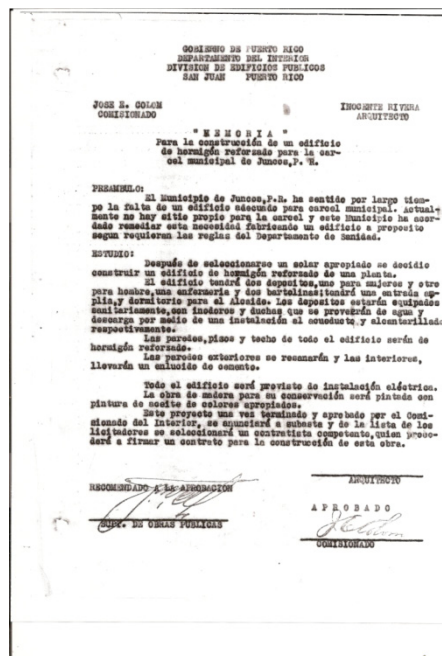 GOBIERNO DE PUERTO RICO
DEPARTAMENTO DEL INTERIOR
DIVISION DE EDIFICIOS PUBLICOS
SAN JUAN PUERTO RICO
JOSE E. COLOM
COMISIONADO
INOCENTE RIVERA
ARQUITECTO
" M E M O R I A "
Para la construcción de un edificio
de hormigón reforzado para la car-
cel municipal de Juncos,P. R.
PREAMBULO:
El Municipio de Juncos,P.R. ha sentido por largo tiem-
po la falta de un edificio adecuado para carcel municipal. Actual-
mente no hay sitio propio para la carcel y este Municipio ha acor-
dado remediar esta necesidad fabricando un edificio a proposito
segun requieren las reglas del Departamento de Sanidad.
ESTUDIO:
Después de seleccionarse un solar apropiado se decidio
construir un edificio de hormigón reforzado de una planta.
El edificio tendrá dos depositos,uno para mujeres y otro
para hombre,una enfermeria y dos bartolinas;tendrá una entrada am-
plia,y dormitorio para el Alcaide. Los depositos estarán equipados
sanitariamente,con inodoros y duchas que se proveerán de agua y
descarga por medio de una instalación al acueducto,y alcantarillado
respectivamente.
Las paredes,pisos y techo de todo el edificio serán de
hormigón reforzado.
Las paredes exteriores se resanarán y las interiores,
llevarán un enlucido de cemento.
Todo el edificio será previsto de instalación eléctrica.
La obra de madera para su conservación será pintada con
pintura de aceite de colores apropiados.
Este proyecto una vez terminado y aprobado por el Comi-
sionado del Interior, se anunciará a subasta y de la lista de los
licitadores se seleccionará un contratista competente,quien proce-
derá a firmar un contrato para la construcción de esta obra.
ARQUITECTO
RECOMENDADO A LA APROBACION
A P R O B A D O
SUPT. DE OBRAS PUBLICAS
COMISIONADO